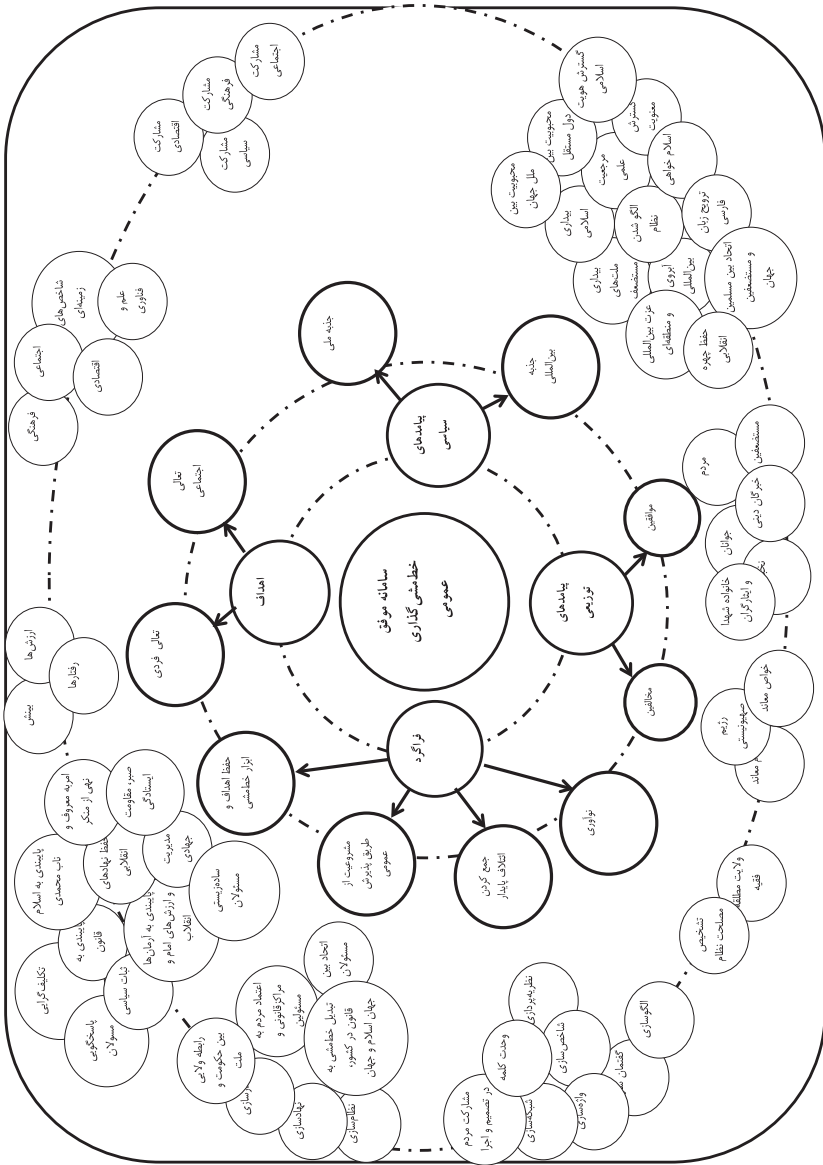 سامانه موفق
خط‌مشی‌گذاری
عمومی
اهداف
تعالی
اجتماعی
تعالی فردی
پیامدهای
سیاسی
جذبه ملی
جذبه
بین‌المللی
پیامدهای
توزیعی
موافقین
مخالفین
فراگرد
حفظ اهداف و
ابزار خط‌مشی
مشروعیت از
طریق پذیرش
عمومی
جمع کردن
ائتلاف پایدار
نوآوری
مشارکت
اجتماعی
مشارکت
فرهنگی
مشارکت
اقتصادی
مشارکت
سیاسی
شاخص‌های
زمینه‌ای
علم و
فناوری
اجتماعی
اقتصادی
فرهنگی
ارزش‌ها
رفتارها
بینش
امربه معروف و
نهی از منکر
صبر، مقاومت
ایستادگی
پایبندی به اسلام
ناب محمدی
حفظ نهادهای
انقلابی
مدیریت
جهادی
ساده‌زیستی
مسئولان
پایبندی به آرمان‌ها
و ارزش‌های امام و
انقلاب
پایبندی به
قانون
تکلیف‌گرایی
ثبات سیاسی
پاسخگویی
مسئولان
اتحاد بین
مسئولان
اعتماد مردم به
مراکزقانونی و
مسئولین
تبدیل خط‌مشی به
قانون در کشور،
جهان اسلام و جهان
رابطه ولایی
بین حکومت و
ملت
نهادسازی
نظام‌سازی
نظریه‌پردازی
وحدت کلمه
شاخص‌سازی
مشارکت مردم
در تصمیم و اجرا
شبکه‌سازی
واژه‌سازی
گفتمان
الگوسازی
تشخیص
مصلحت نظام
ولایت مطلقه
فقیه
خواص معاند
رژیم
صهیونیستی
معاند
مردم
مستضعفین
خبرگان دینی
جوانان
خانواده شهدا
و ایثارگران
گسترش هویت
اسلامی
گسترش
معنویت
محبوبیت بین
دول مستقل
محبوبیت بین
ملل جهان
مرجعیت
علمی
اسلام خواهی
بیداری
اسلامی
الگو شدن
نظام
ترویج زبان
فارسی
بیداری
ملت‌های
مستضعف
آبروی
بین‌المللی
اتحاد بین مسلمین
و مستضعفین
جهان
عزت بین‌المللی
و منطقه‌ای
حفظ چهره
انقلابی